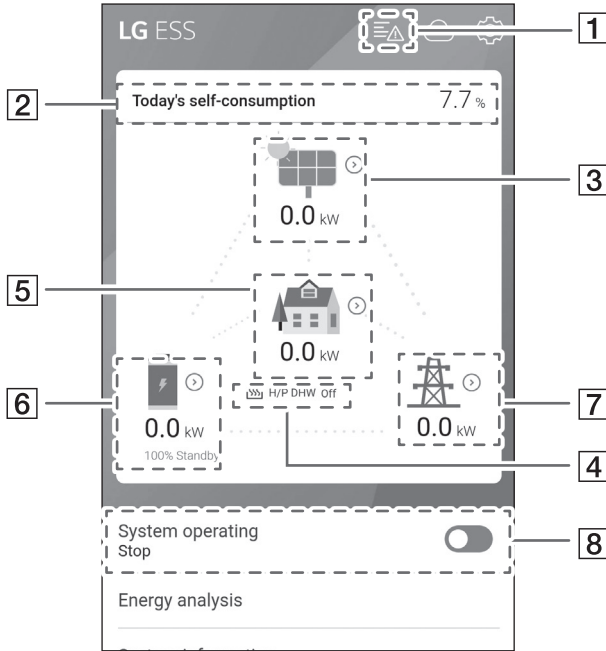 LG ESS
1
2
Today's self-consumption 7.7 %
3
0.0 kW
5
0.0 kW
6
H/P DHW Off
7
0.0 kW
0.0 kW
100% Standby
4
System operating
Stop
8
Energy analysis